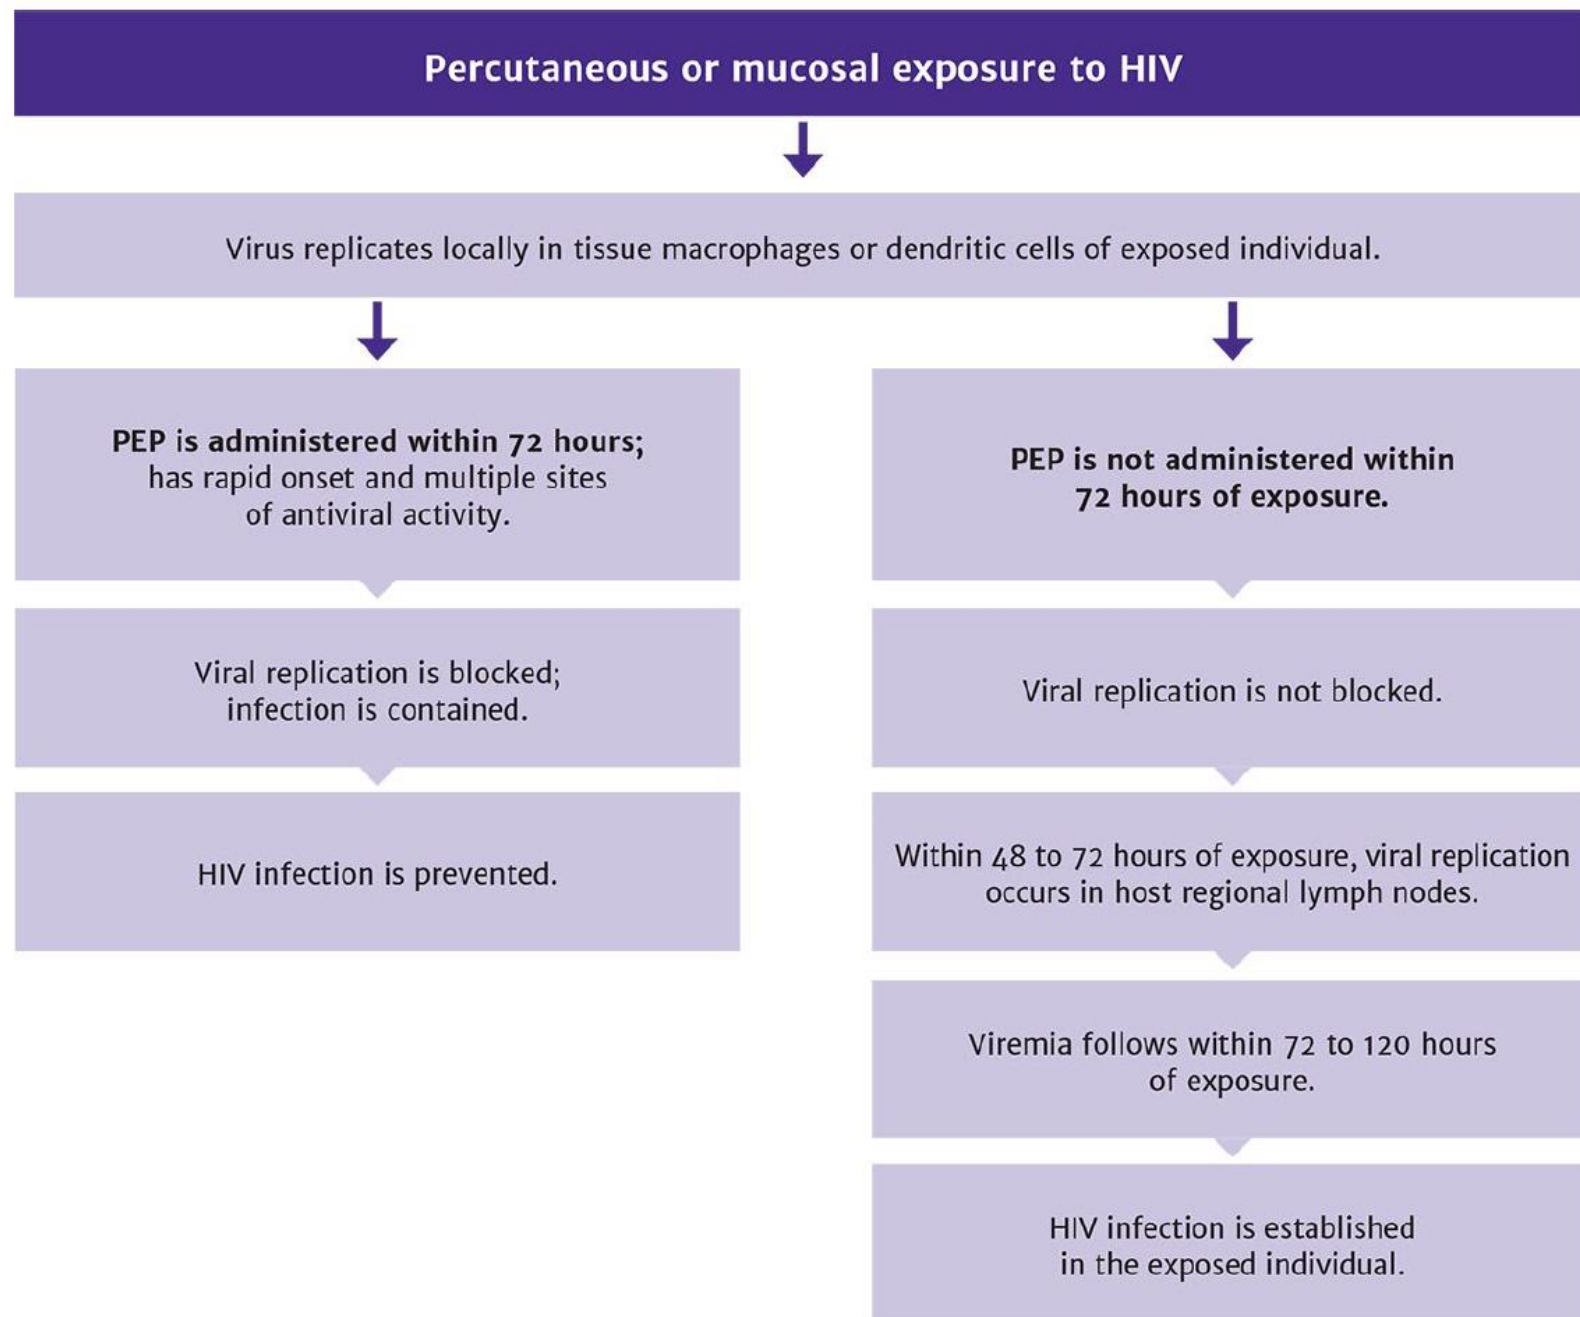 Percutaneous or mucosal exposure to HIV
Virus replicates locally in tissue macrophages or dendritic cells of exposed individual.
PEP is administered within 72 hours;
has rapid onset and multiple sites
of antiviral activity.
Viral replication is blocked;
infection is contained.
HIV infection is prevented.
PEP is not administered within
72 hours of exposure.
Viral replication is not blocked.
Within 48 to 72 hours of exposure, viral replication
occurs in host regional lymph nodes.
Viremia follows within 72 to 120 hours
of exposure.
HIV infection is established
in the exposed individual.